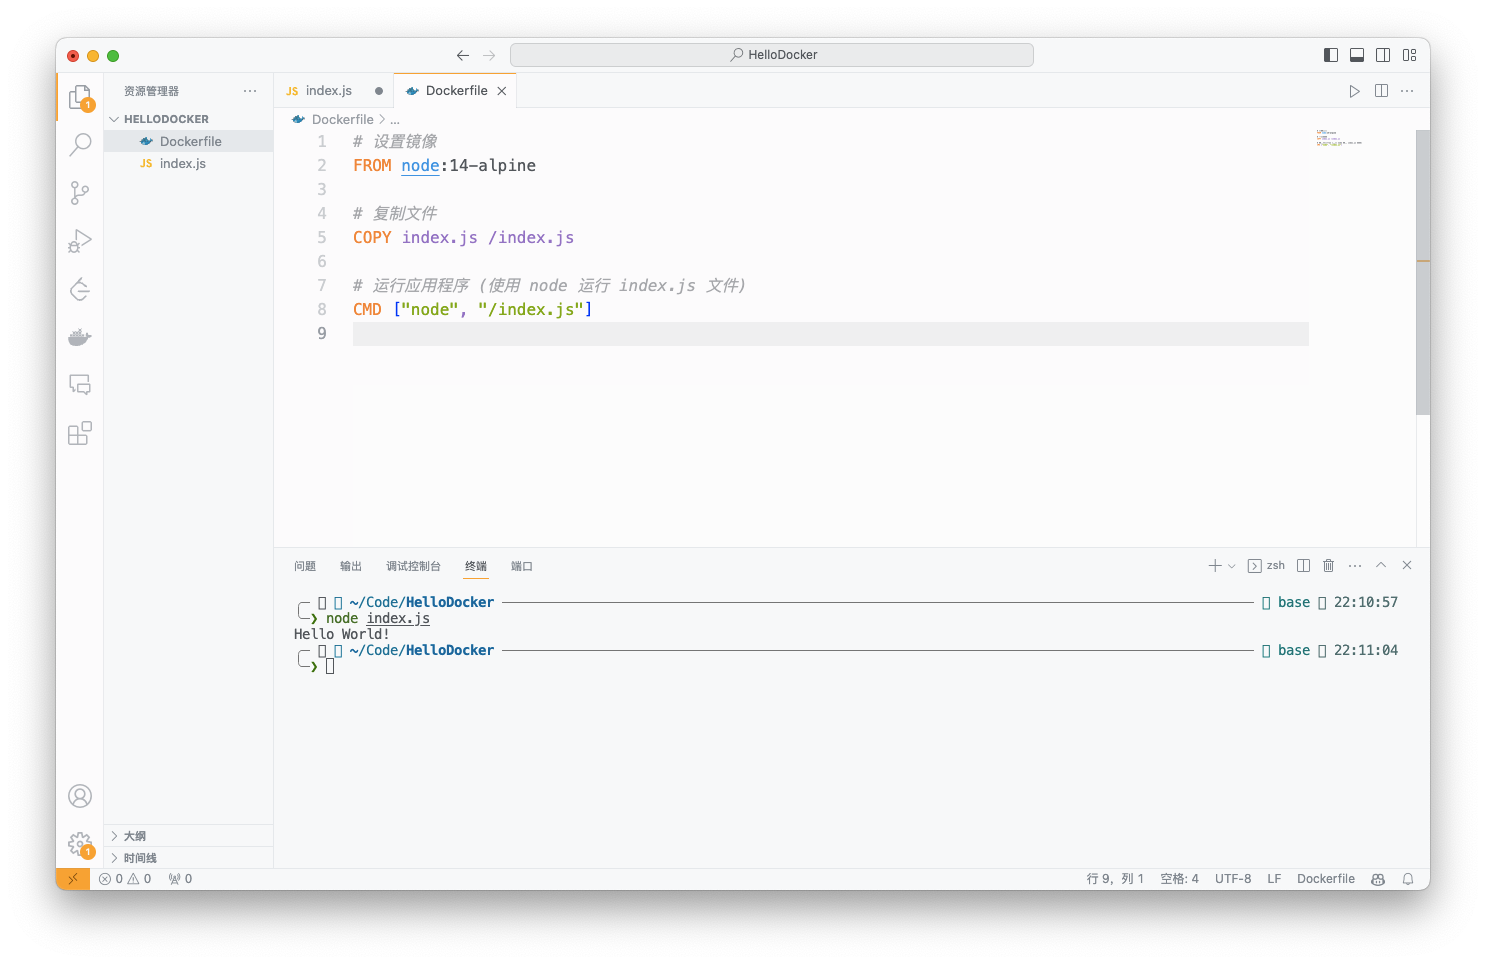 HelloDocker
资源管理器
HELLODOCKER
Dockerfile
JS index.js
大纲
时间线
JS index.js
Dockerfile
Dockerfile > ...
1 # 设置镜像
2 FROM node:14-alpine
3
4 # 复制文件
5 COPY index.js /index.js
6
7 # 运行应用程序 (使用 node 运行 index.js 文件)
8 CMD ["node", "/index.js"]
9
问题 输出 调试控制台 终端 端口
zsh
~/Code/HelloDocker base 22:10:57
❯ node index.js
Hello World!
~/Code/HelloDocker base 22:11:04
❯
1
1
0 0 0
行 9, 列 1 空格: 4 UTF-8 LF Dockerfile